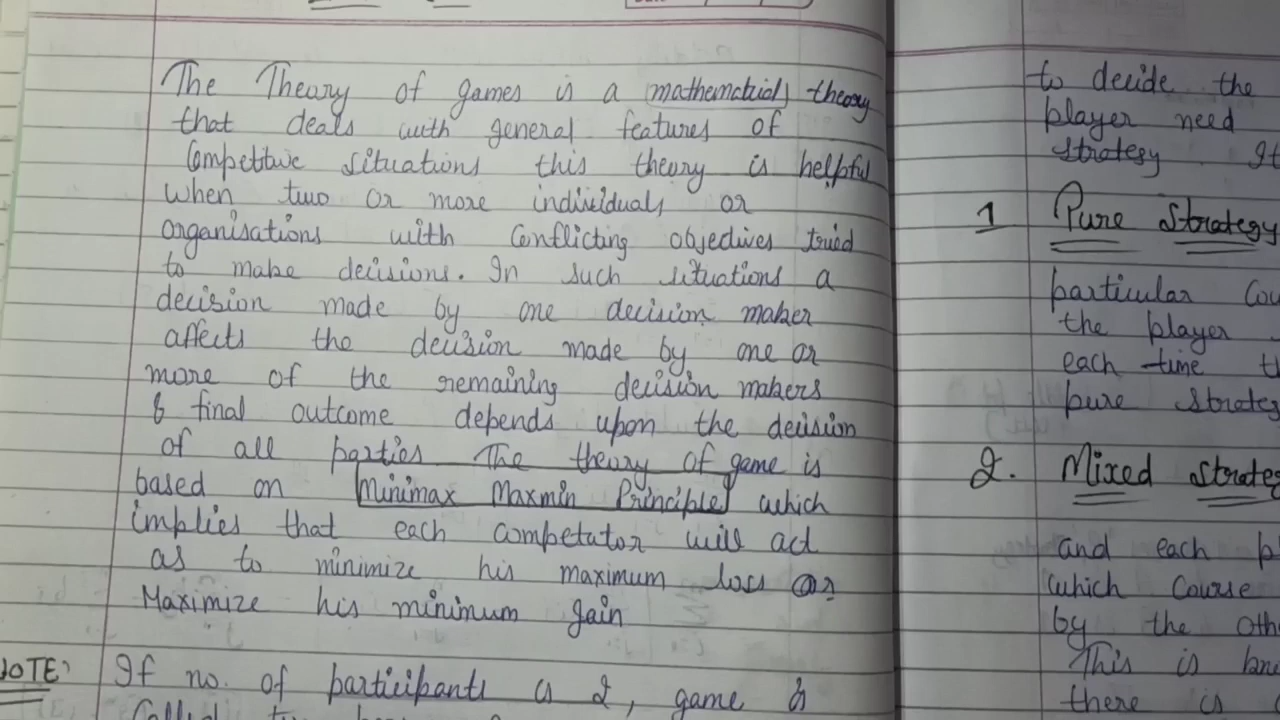 The Theory of games is a mathematical theory
that deals with general features of
Competitive situations this theory is helpful
when two or more individuals or
organisations with Conflicting objectives tried
to make decisions. In such situations a
decision made by one decision maker
affects the decision made by one or
more of the remaining decision makers
& final outcome depends upon the decision
of all parties The theory of game is
based on Minimax Maxmin Principle which
implies that each competator will act
as to minimize his maximum loss or
Maximize his minimum gain
NOTE: If no. of participants is 2, game is
to decide the
player need
strategy It
1 Pure Strategy
particular Cou
the player
each time th
pure Strateg
2. Mixed Strateg
and each pl
which Course
by the oth
This is kn
there is